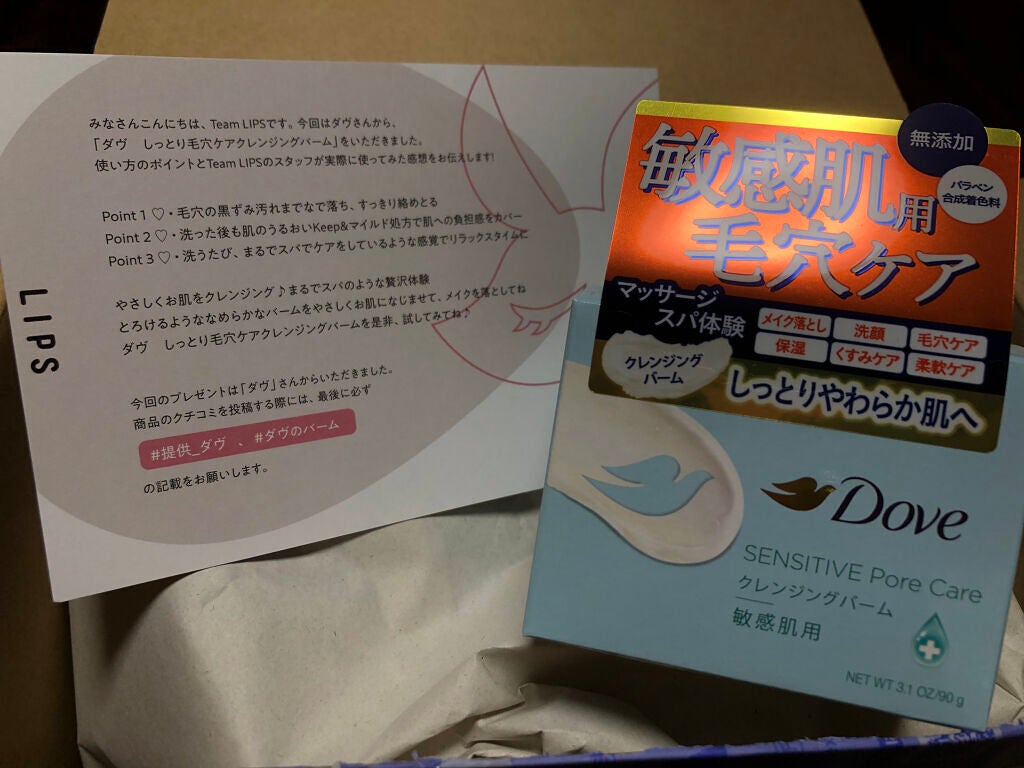 みなさんこんにちは、Team LIPSです。今回はダヴさんから、
「ダヴ　しっとり毛穴ケアクレンジングバーム」をいただきました。
使い方のポイントとTeam LIPSのスタッフが実際に使ってみた感想をお伝えします!
Point 1 ♡・毛穴の黒ずみ汚れまでなで落ち、すっきり絡めとる
Point 2 ♡・洗った後も肌のうるおいKeep&マイルド処方で肌への負担感をカバー
Point 3 ♡・洗うたび、まるでスパでケアをしているような感覚でリラックスタイムに
やさしくお肌をクレンジング♪まるでスパのような贅沢体験
とろけるようななめらかなバームをやさしくお肌になじませて、メイクを落としてね
ダヴ　しっとり毛穴ケアクレンジングバームを是非、試してみてね♪
今回のプレゼントは「ダヴ」さんからいただきました。
商品のクチコミを投稿する際には、最後に必ず
#提供_ダヴ 、 #ダヴのバーム
の記載をお願いします。
LIPS
無添加
パラベン
合成着色料
敏感肌用
毛穴ケア
マッサージ
スパ体験
メイク落とし 洗顔 毛穴ケア
保湿 くすみケア 柔軟ケア
クレンジング
バーム
しっとりやわらか肌へ
Dove
SENSITIVE Pore Care
クレンジングバーム
敏感肌用
NET WT 3.1 OZ/90 g